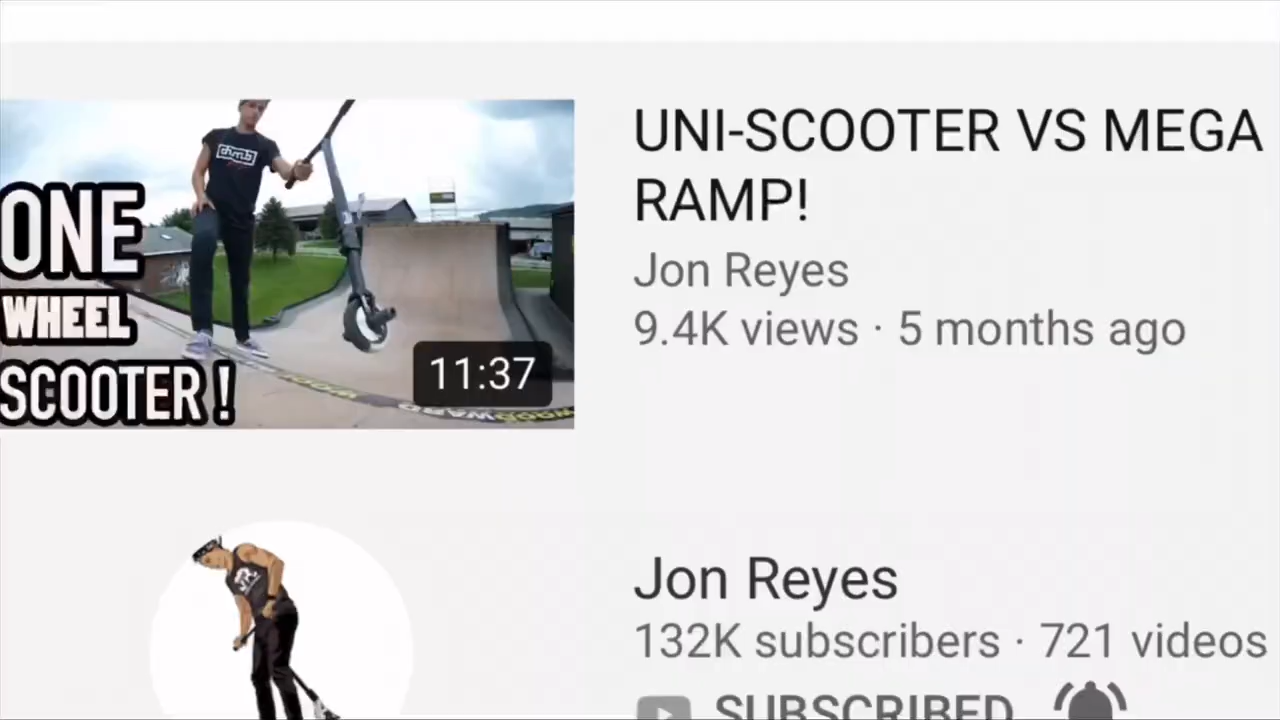 UNI-SCOOTER VS MEGA
RAMP!
Jon Reyes
9.4K views · 5 months ago
ONE
WHEEL
SCOOTER!
11:37
Jon Reyes
132K subscribers · 721 videos
SUBSCRIBED